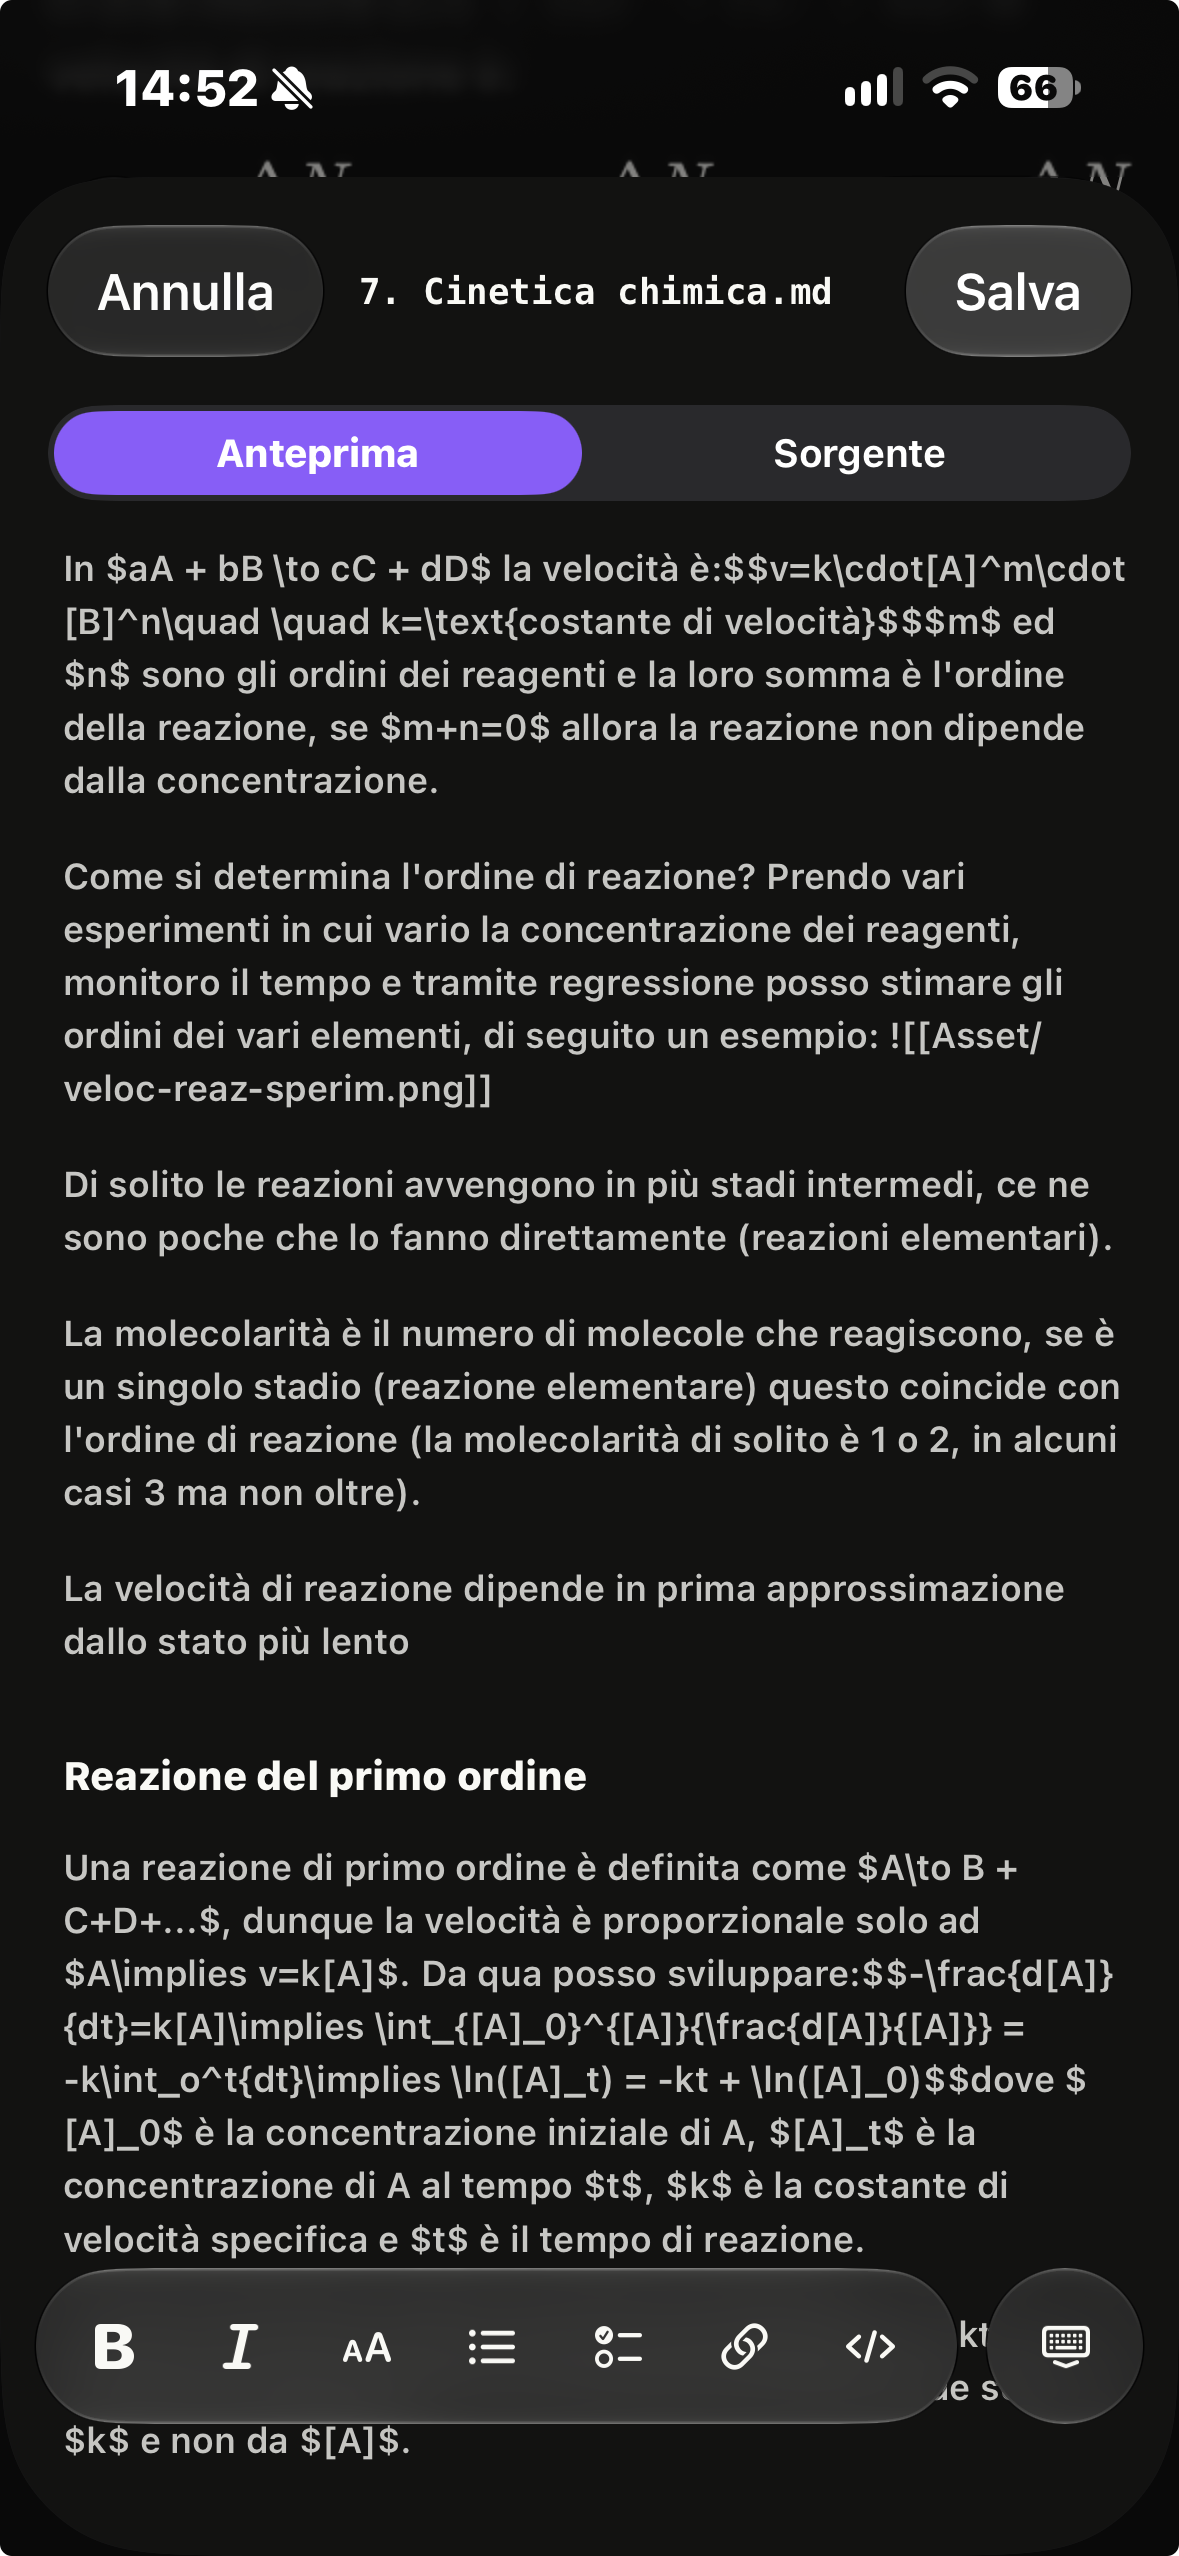 14:52
66
Annulla
7. Cinetica chimica.md
Salva
Anteprima
Sorgente
In $aA + bB \to cC + dD$ la velocità è:$$v=k\cdot[A]^m\cdot
[B]^n\quad \quad k=\text{costante di velocità}$$$m$ ed
$n$ sono gli ordini dei reagenti e la loro somma è l'ordine
della reazione, se $m+n=0$ allora la reazione non dipende
dalla concentrazione.
Come si determina l'ordine di reazione? Prendo vari
esperimenti in cui vario la concentrazione dei reagenti,
monitoro il tempo e tramite regressione posso stimare gli
ordini dei vari elementi, di seguito un esempio: ![[Asset/
veloc-reaz-sperim.png]]
Di solito le reazioni avvengono in più stadi intermedi, ce ne
sono poche che lo fanno direttamente (reazioni elementari).
La molecolarità è il numero di molecole che reagiscono, se è
un singolo stadio (reazione elementare) questo coincide con
l'ordine di reazione (la molecolarità di solito è 1 o 2, in alcuni
casi 3 ma non oltre).
La velocità di reazione dipende in prima approssimazione
dallo stato più lento
Reazione del primo ordine
Una reazione di primo ordine è definita come $A\to B +
C+D+...$, dunque la velocità è proporzionale solo ad
$A\implies v=k[A]$. Da qua posso sviluppare:$$-\frac{d[A]}
{dt}=k[A]\implies \int_{[A]_0}^{[A]}{\frac{d[A]}{[A]}} =
-k\int_o^t{dt}\implies \ln([A]_t) = -kt + \ln([A]_0)$$dove $
[A]_0$ è la concentrazione iniziale di A, $[A]_t$ è la
concentrazione di A al tempo $t$, $k$ è la costante di
velocità specifica e $t$ è il tempo di reazione.
B I AA </>
kt
$k$ e non da $[A]$.